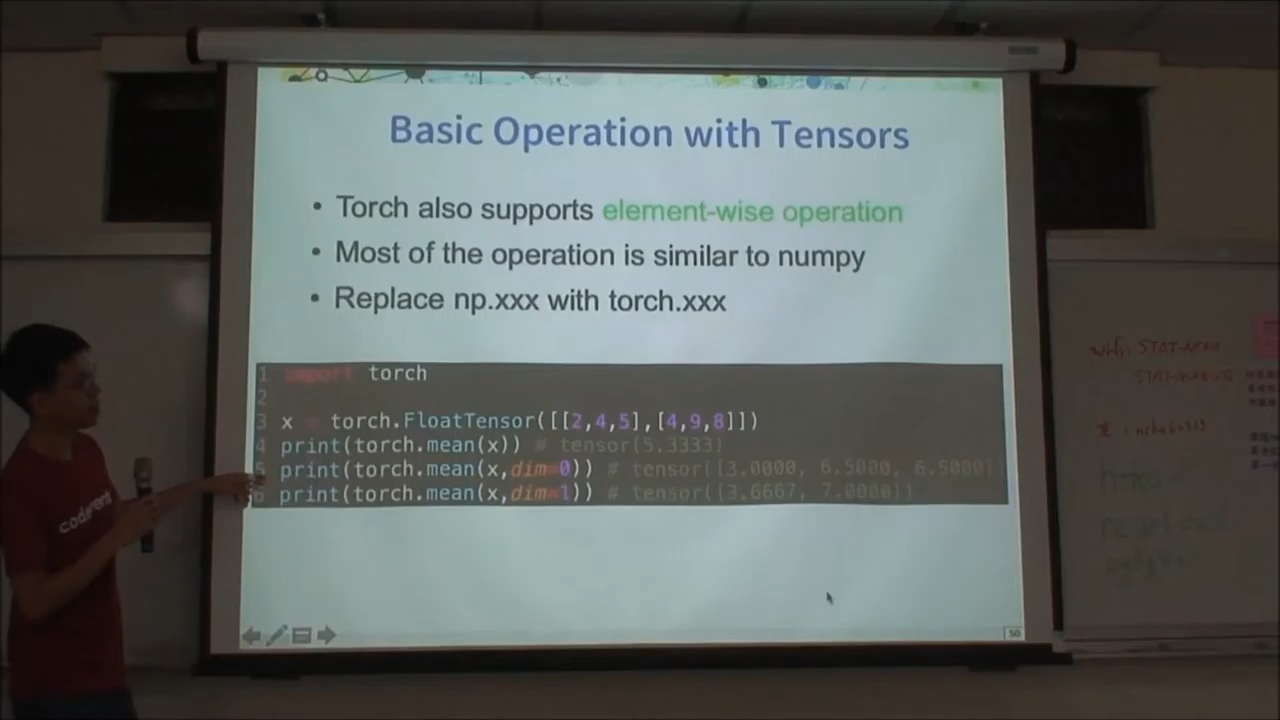 Basic Operation with Tensors
• Torch also supports element-wise operation
• Most of the operation is similar to numpy
• Replace np.xxx with torch.xxx
1 import torch
2
3 x = torch.FloatTensor([[2,4,5],[4,9,8]])
4 print(torch.mean(x)) # tensor(5.3333)
5 print(torch.mean(x,dim=0)) # tensor([3.0000, 6.5000, 6.5000])
6 print(torch.mean(x,dim=1)) # tensor([3.6667, 7.0000])
50